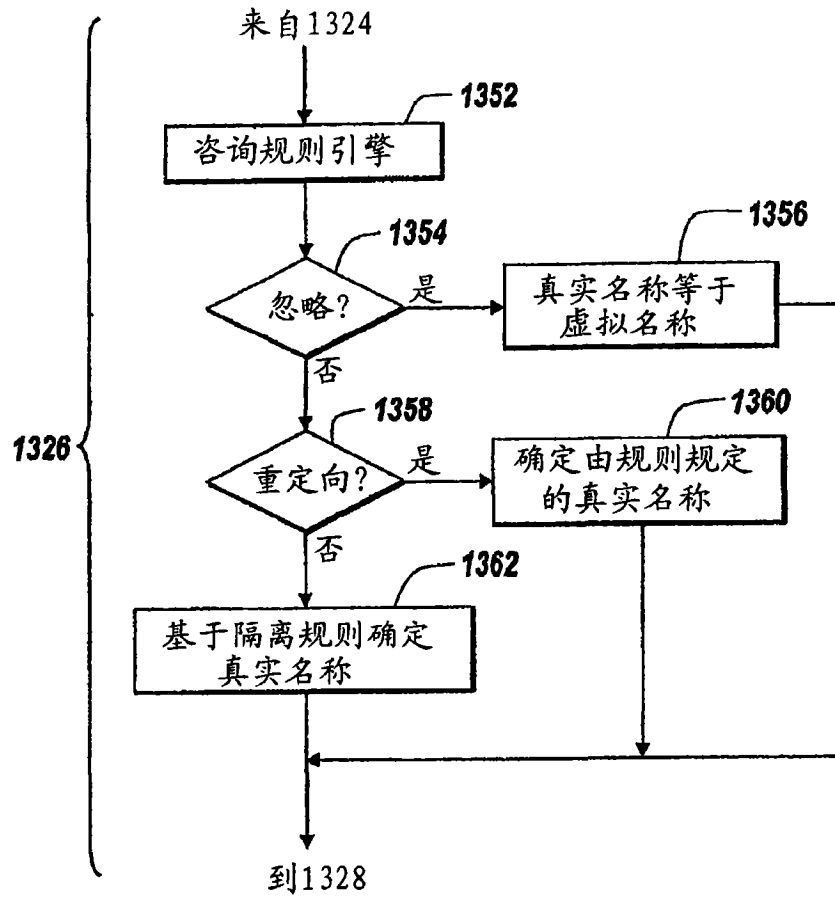 来自1324
1352
咨询规则引擎
1354
忽略?
是
1356
真实名称等于
虚拟名称
否
1358
重定向?
是
1360
确定由规则规定
的真实名称
1326
否
1362
基于隔离规则确定
真实名称
到1328